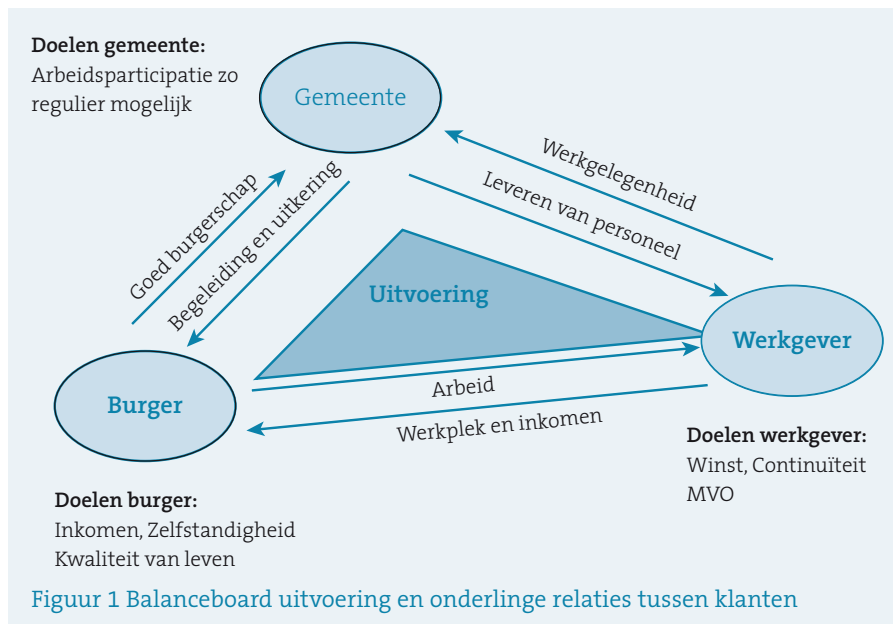 Doelen gemeente:
Arbeidsparticipatie zo
regulier mogelijk
Gemeente
Werkgelegenheid
Leveren van personeel
Goed burgerschap
Begeleiding en uitkering
Uitvoering
Werkgever
Burger
Arbeid
Werkplek en inkomen
Doelen werkgever:
Winst, Continuïteit
MVO
Doelen burger:
Inkomen, Zelfstandigheid
Kwaliteit van leven
Figuur 1 Balanceboard uitvoering en onderlinge relaties tussen klanten